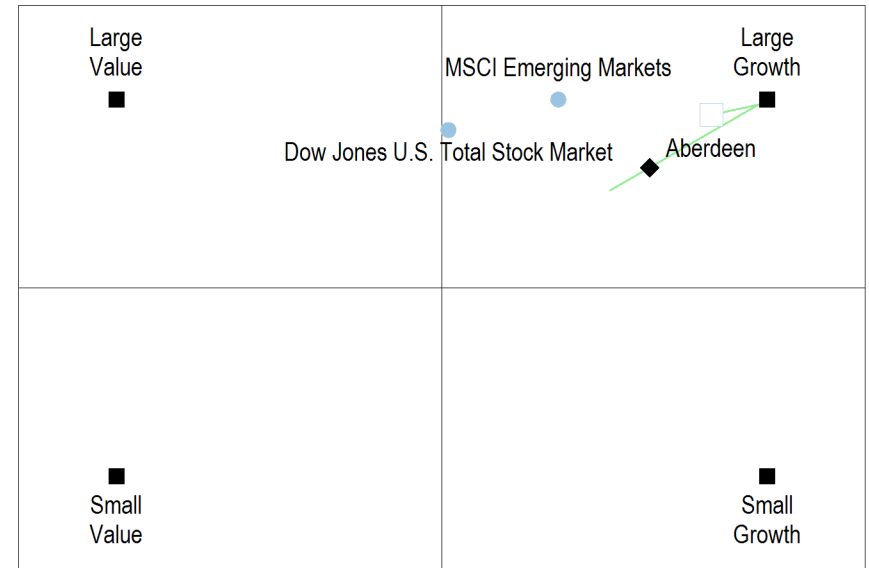 Large
Value
Large
Growth
MSCI Emerging Markets
Dow Jones U.S. Total Stock Market
Aberdeen
Small
Value
Small
Growth